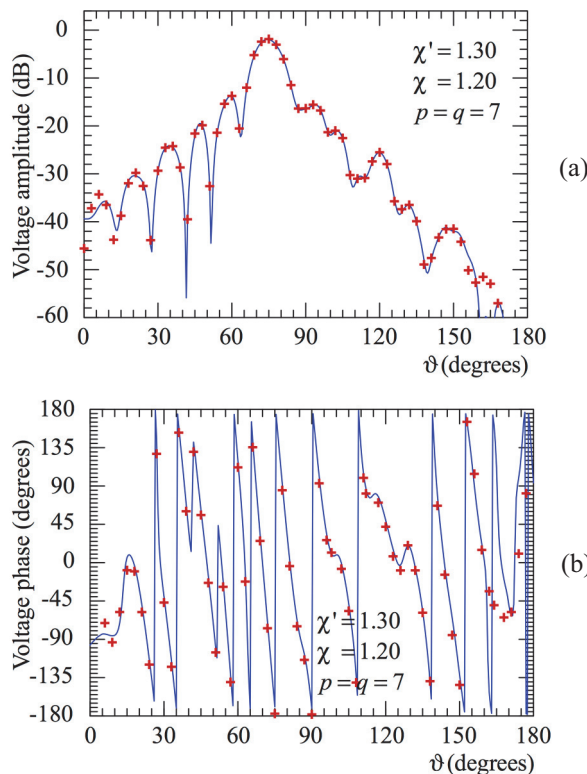 0
-10
-20
-30
-40
-50
-60
Voltage amplitude (dB)
χ' = 1.30
χ = 1.20
p = q = 7
(a)
0 30 60 90 120 150 180
ϑ (degrees)
180
135
90
45
0
-45
-90
-135
-180
Voltage phase (degrees)
χ' = 1.30
χ = 1.20
p = q = 7
(b)
0 30 60 90 120 150 180
ϑ (degrees)